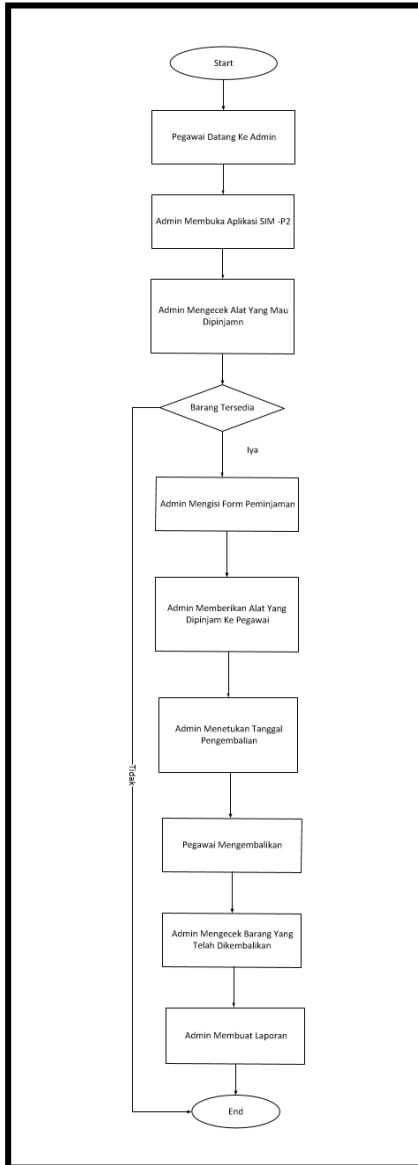 Start
Pegawai Datang Ke Admin
Admin Membuka Aplikasi SIM -P2
Admin Mengecek Alat Yang Mau
Dipinjamn
Barang Tersedia
Iya
Admin Mengisi Form Peminjaman
Admin Memberikan Alat Yang
Dipinjam Ke Pegawai
Admin Menetukan Tanggal
Pengembalian
Tidak
Pegawai Mengembalikan
Admin Mengecek Barang Yang
Telah Dikembalikan
Admin Membuat Laporan
End